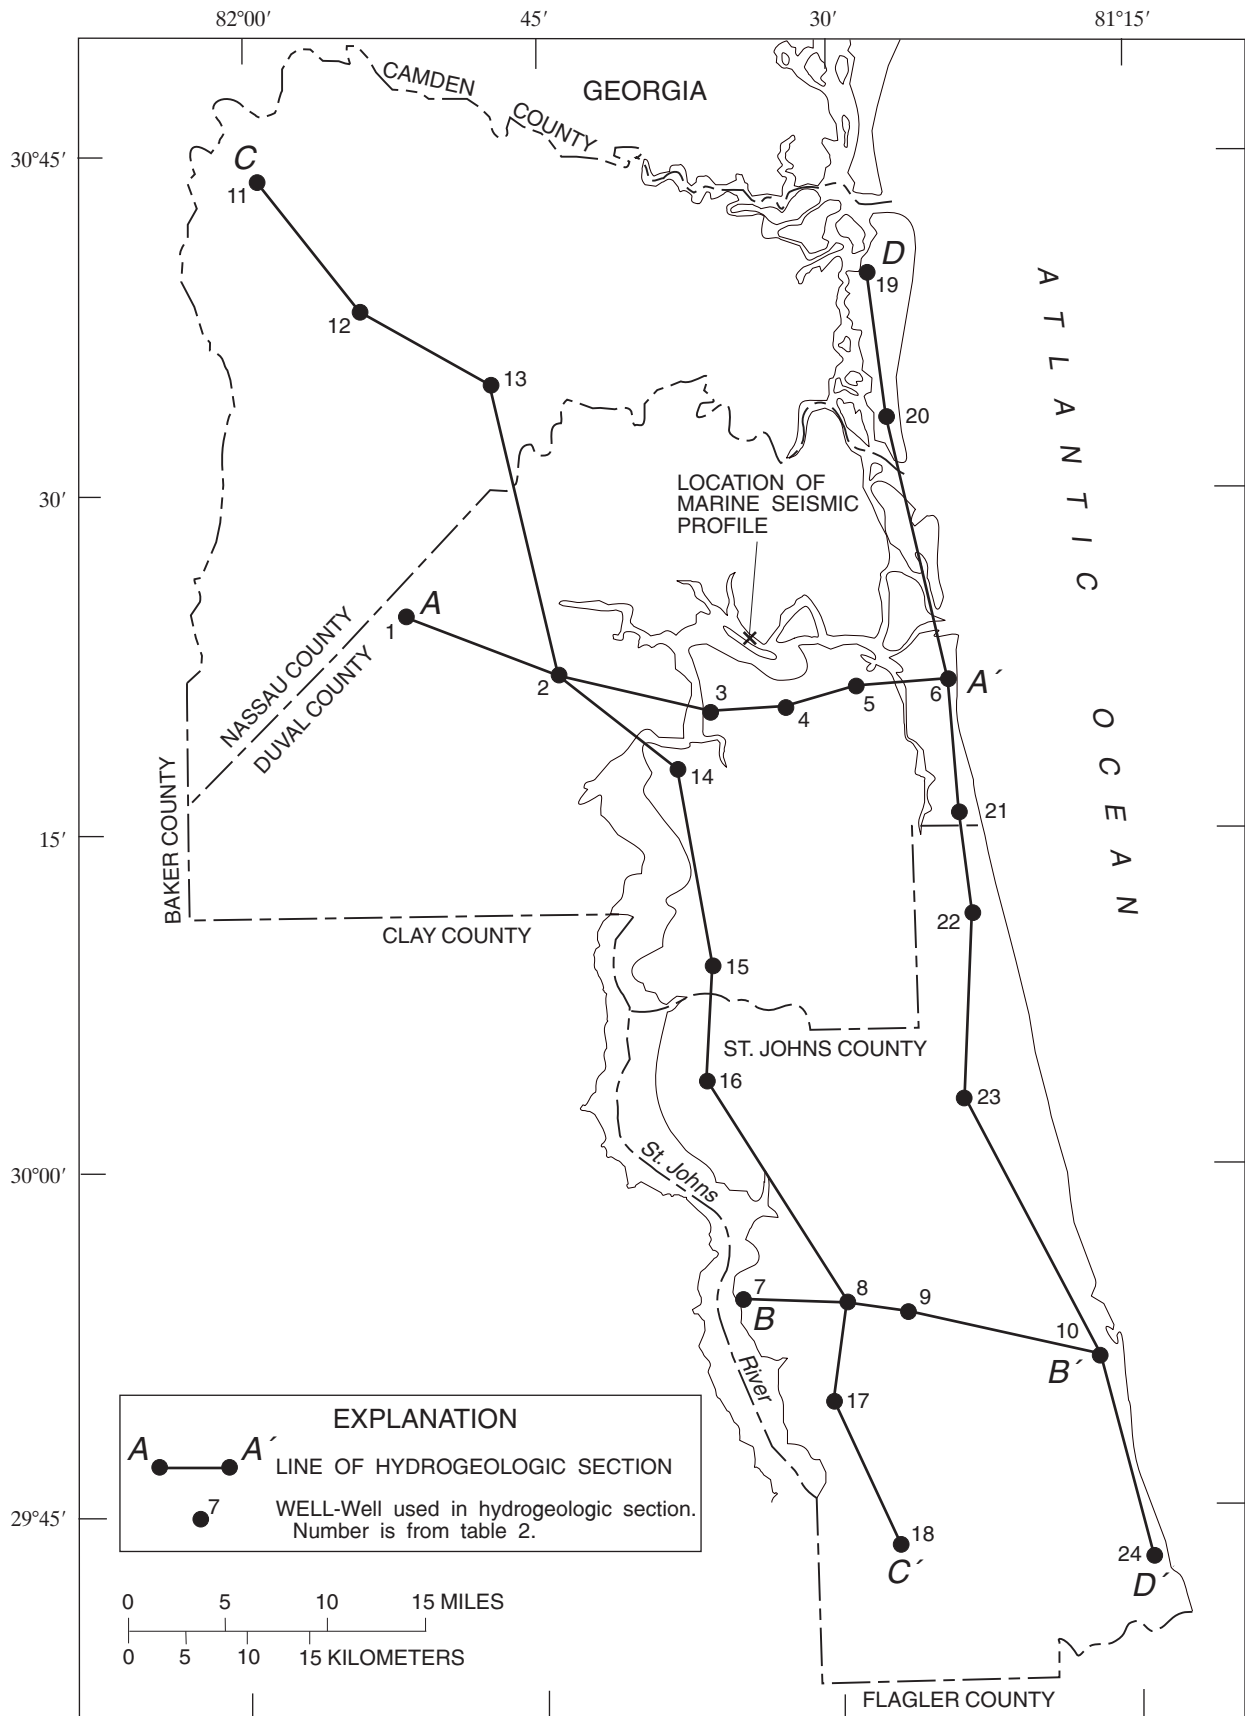 82°00′ 45′ 30′ 81°15′
CAMDEN COUNTY
GEORGIA
30°45′
C
11
D
19
12
13
20
ATLANTIC OCEAN
LOCATION OF
MARINE SEISMIC
PROFILE
30′
A
1
NASSAU COUNTY
DUVAL COUNTY
2
3
4
5
6
A′
14
21
15′
BAKER COUNTY
22
CLAY COUNTY
15
ST. JOHNS COUNTY
16
23
30°00′
St. Johns River
7
B
8
9
10
B′
17
18
C′
24
D′
EXPLANATION
A A′ LINE OF HYDROGEOLOGIC SECTION
7 WELL-Well used in hydrogeologic section.
Number is from table 2.
29°45′
0 5 10 15 MILES
0 5 10 15 KILOMETERS
FLAGLER COUNTY